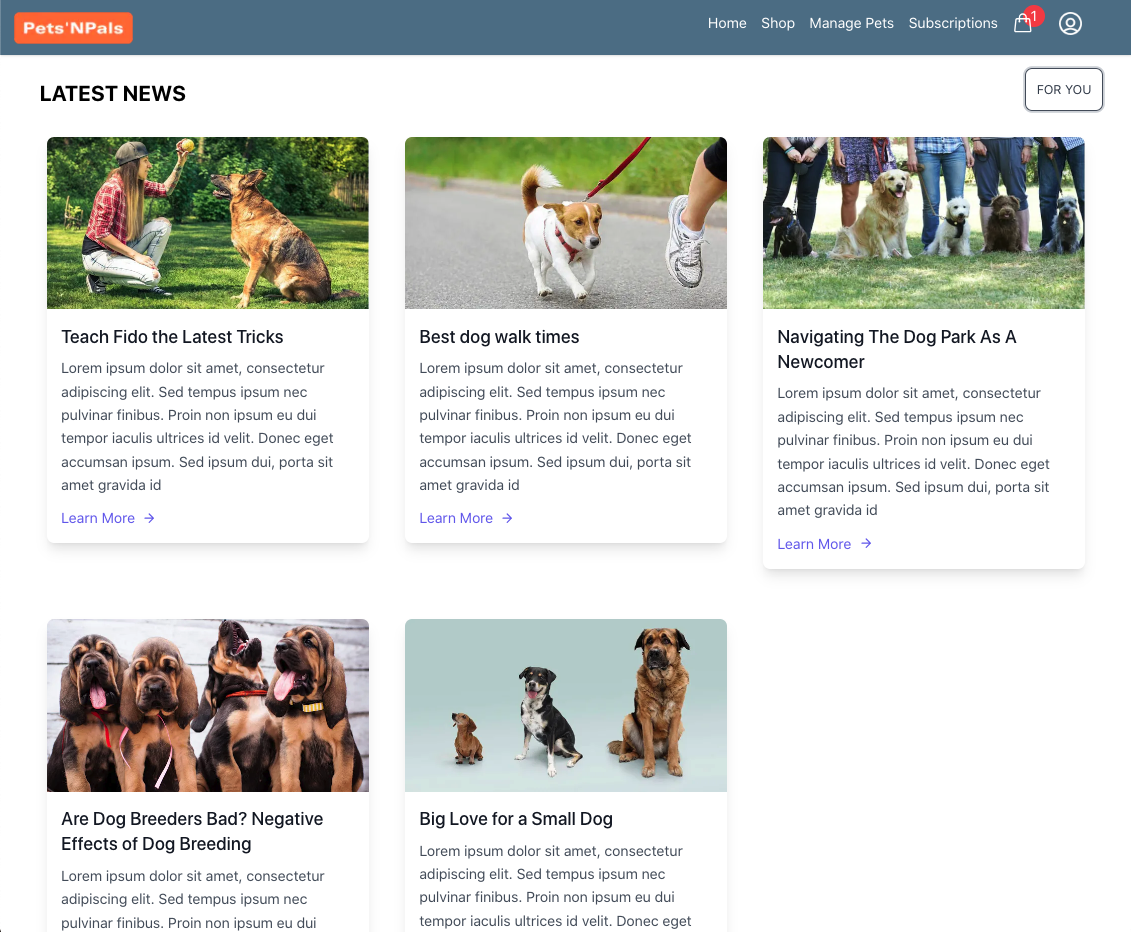 Pets'NPals
Home Shop Manage Pets Subscriptions 1
LATEST NEWS
FOR YOU
Teach Fido the Latest Tricks
Lorem ipsum dolor sit amet, consectetur
adipiscing elit. Sed tempus ipsum nec
pulvinar finibus. Proin non ipsum eu dui
tempor iaculis ultrices id velit. Donec eget
accumsan ipsum. Sed ipsum dui, porta sit
amet gravida id
Learn More →
Best dog walk times
Lorem ipsum dolor sit amet, consectetur
adipiscing elit. Sed tempus ipsum nec
pulvinar finibus. Proin non ipsum eu dui
tempor iaculis ultrices id velit. Donec eget
accumsan ipsum. Sed ipsum dui, porta sit
amet gravida id
Learn More →
Navigating The Dog Park As A
Newcomer
Lorem ipsum dolor sit amet, consectetur
adipiscing elit. Sed tempus ipsum nec
pulvinar finibus. Proin non ipsum eu dui
tempor iaculis ultrices id velit. Donec eget
accumsan ipsum. Sed ipsum dui, porta sit
amet gravida id
Learn More →
Are Dog Breeders Bad? Negative
Effects of Dog Breeding
Lorem ipsum dolor sit amet, consectetur
adipiscing elit. Sed tempus ipsum nec
pulvinar finibus. Proin non ipsum eu dui
Big Love for a Small Dog
Lorem ipsum dolor sit amet, consectetur
adipiscing elit. Sed tempus ipsum nec
pulvinar finibus. Proin non ipsum eu dui
tempor iaculis ultrices id velit. Donec eget